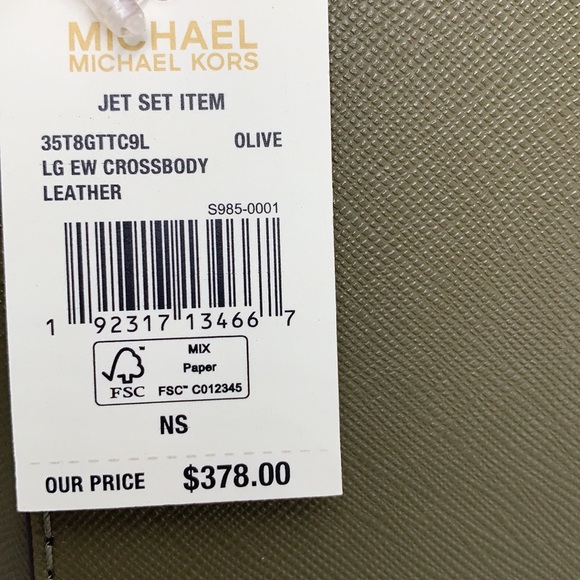 MICHAEL
MICHAEL KORS
JET SET ITEM
35T8GTTC9L OLIVE
LG EW CROSSBODY
LEATHER
S985-0001
1 92317 13466 7
FSC™
MIX
Paper
FSC™ C012345
NS
OUR PRICE $378.00